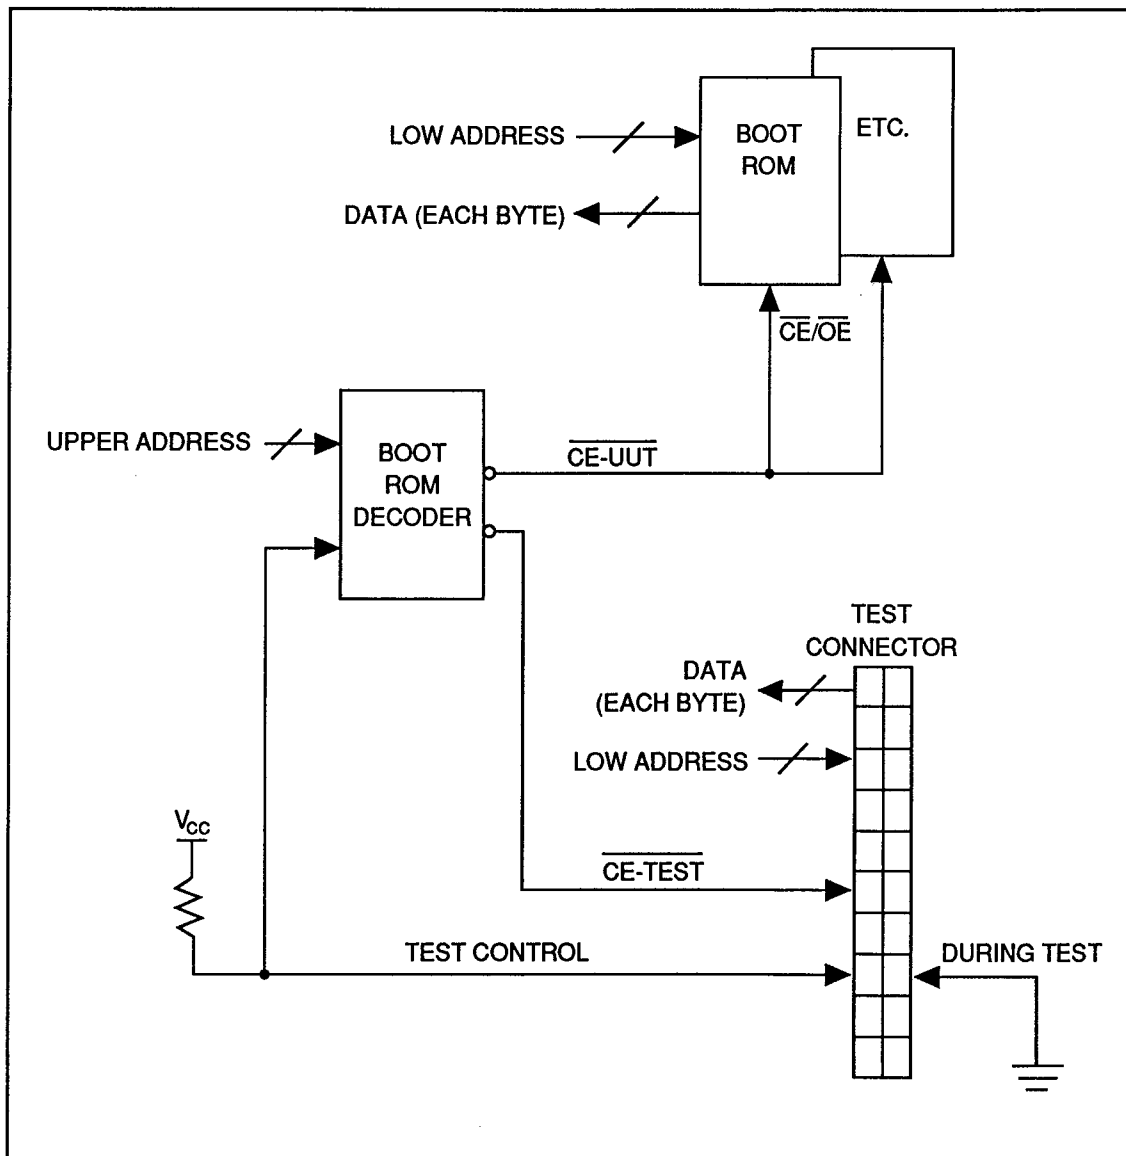 LOW ADDRESS
DATA (EACH BYTE)
BOOT
ROM
ETC.
CE/OE
UPPER ADDRESS
BOOT
ROM
DECODER
CE-UUT
TEST
CONNECTOR
DATA
(EACH BYTE)
LOW ADDRESS
VCC
CE-TEST
TEST CONTROL
DURING TEST